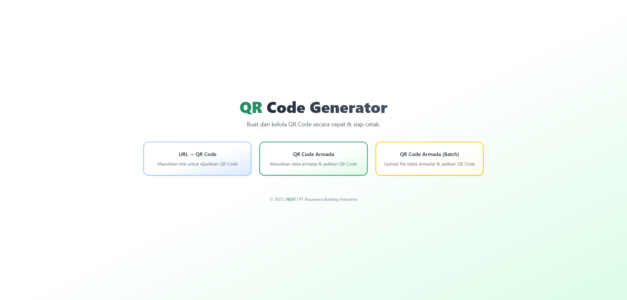 QR Code Generator
Buat dan kelola QR Code secara cepat & siap cetak.
URL → QR Code
Masukkan link untuk dijadikan QR Code
QR Code Armada
Masukkan data armada & jadikan QR Code
QR Code Armada (Batch)
Upload file (data armada) & jadikan QR Code
© 2025 | | PT Nusantara Building Industries